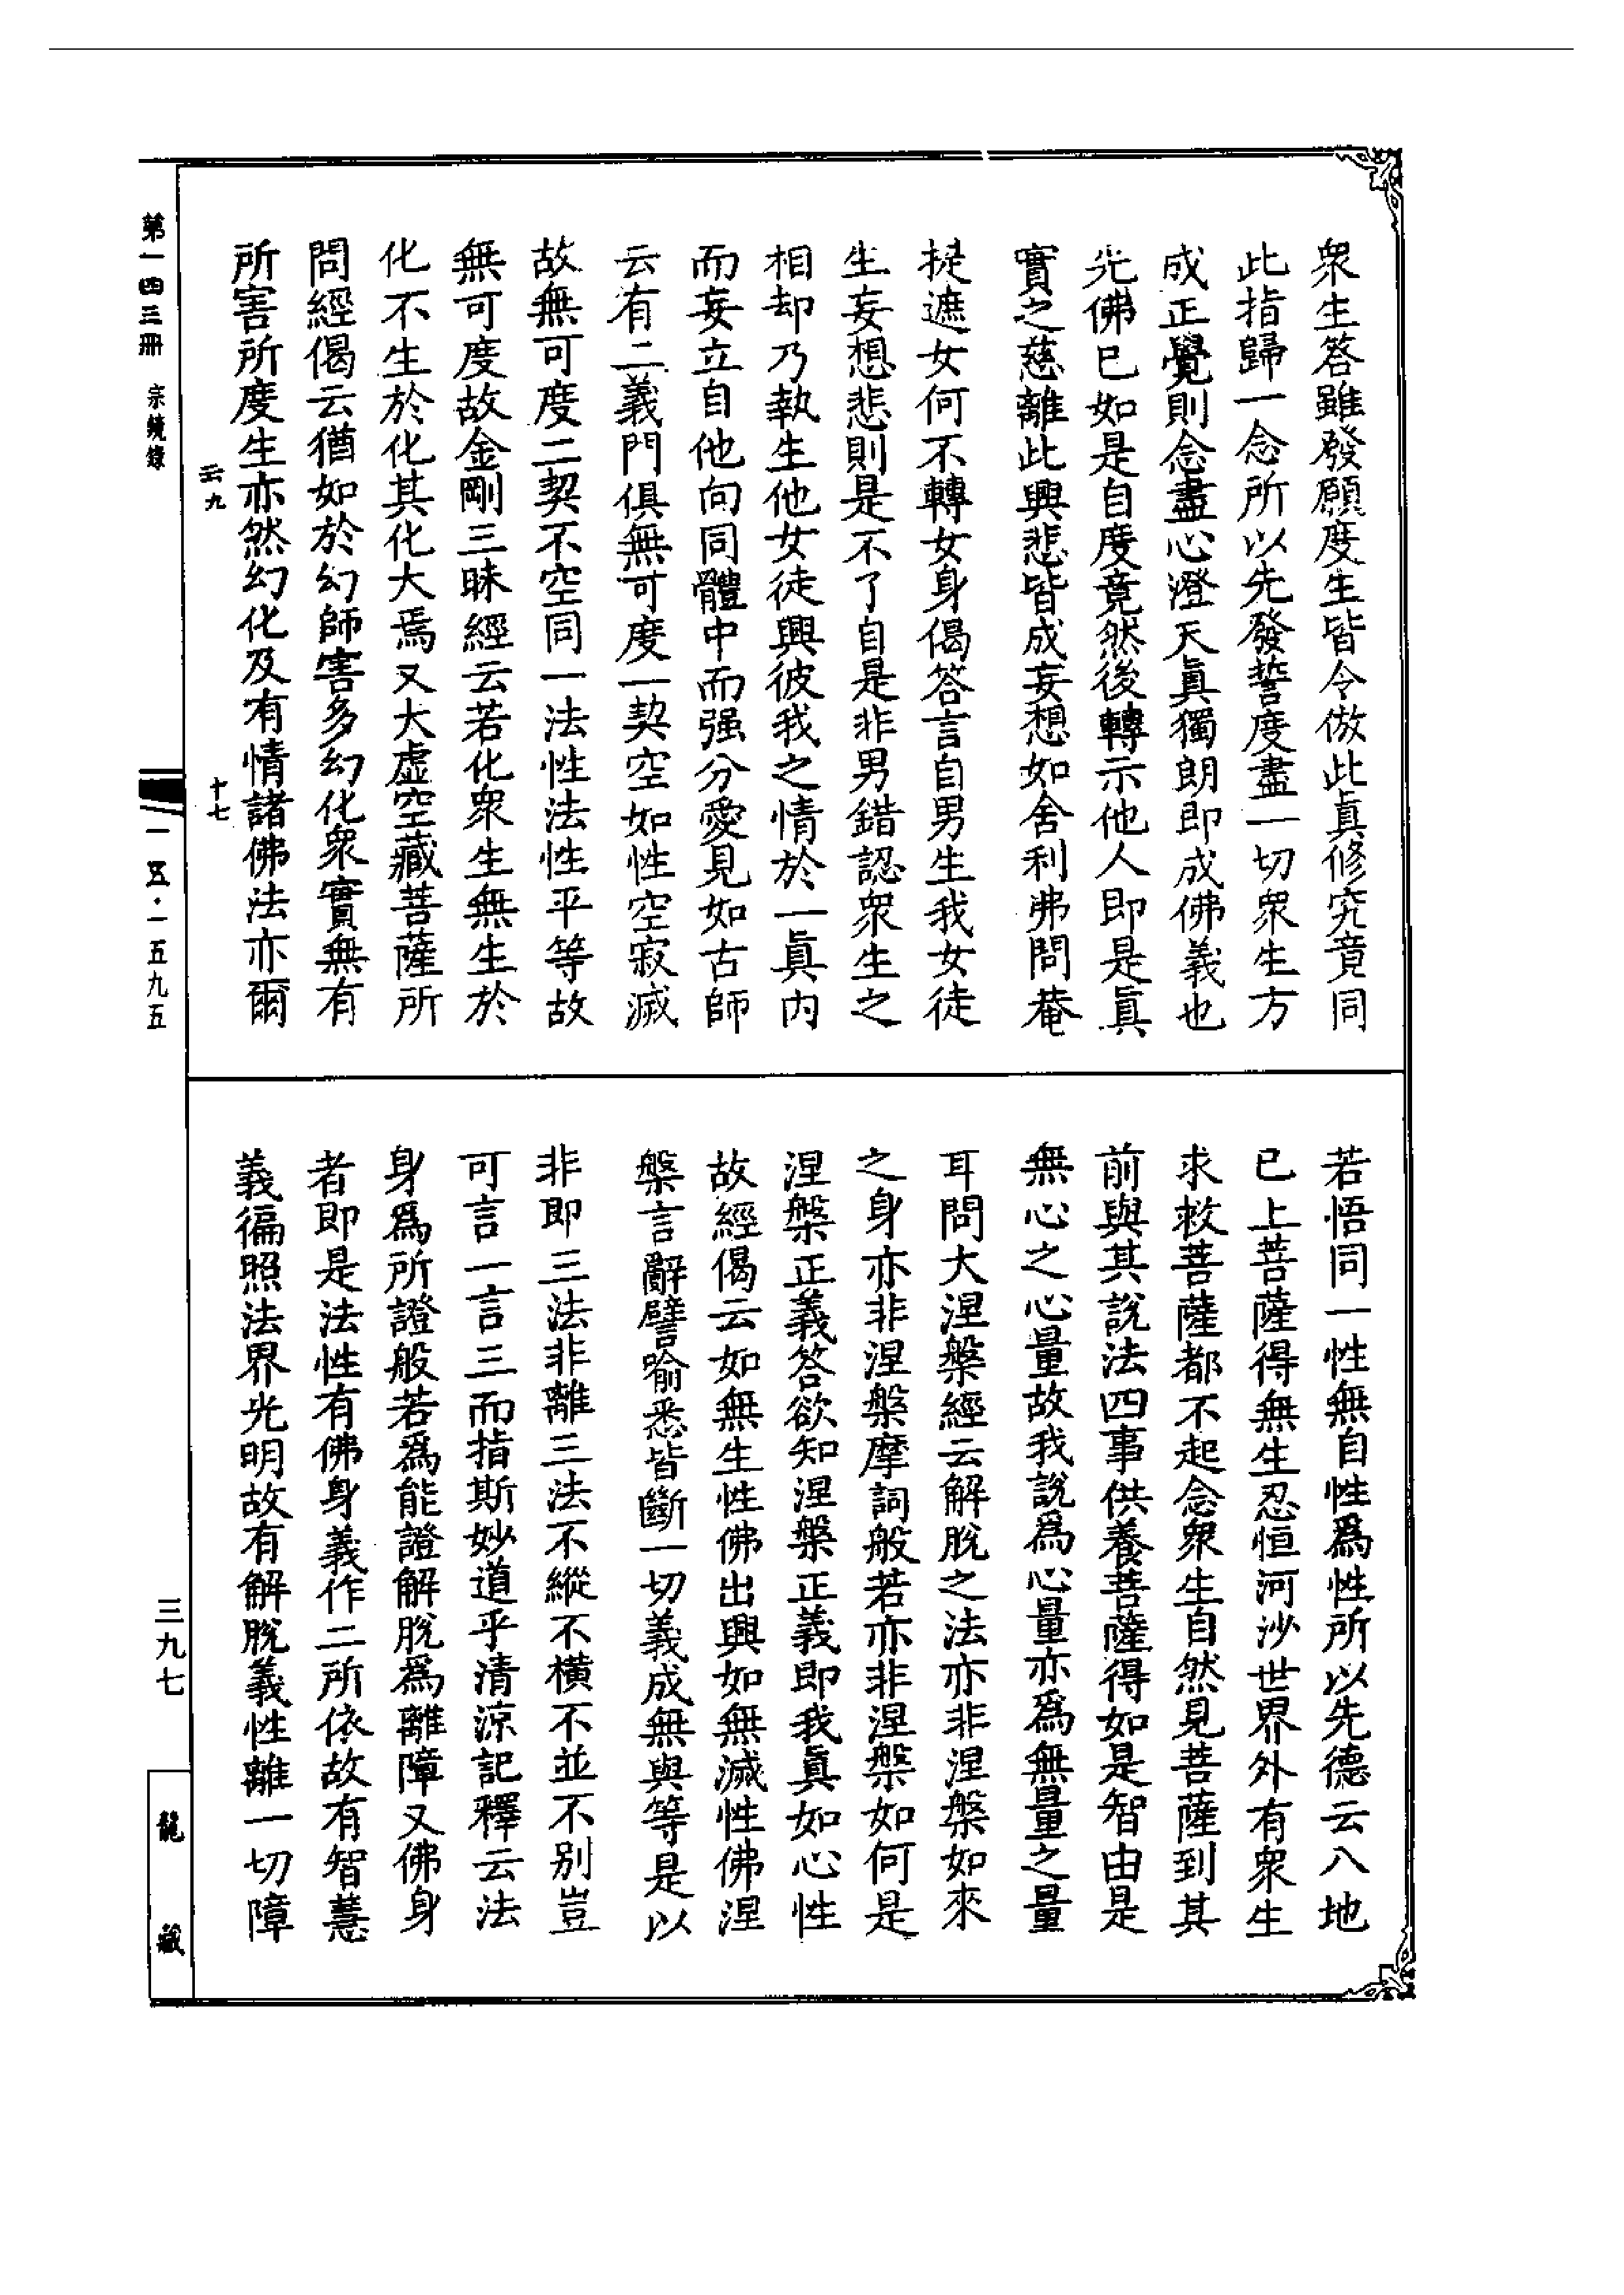 衆生答雖發願度生皆令倣此真修究竟同
此指歸一念所以先發誓度盡一切衆生方
成正覺則念盡心澄天真獨朗即成佛義也
先佛已如是自度竟然後轉示他人即是真
實之慈離此興悲皆成妄想如舍利弗問菴
提遮女何不轉女身偈答言自男生我女徒
生妄想悲則是不了自是非男錯認衆生之
相却乃執生他女徒興彼我之情於一真内
而妄立自他向同體中而强分愛見如古師
云有二義門俱無可度一契空如性空寂滅
故無可度二契不空同一法性法性平等故
無可度故金剛三昧經云若化衆生無生於
化不生於化其化大焉又大虛空藏菩薩所
問經偈云猶如於幻師害多幻化衆實無有
所害所度生亦然幻化及有情諸佛法亦爾
若悟同一性無自性爲性所以先德云八地
已上菩薩得無生忍恒河沙世界外有衆生
求救菩薩都不起念衆生自然見菩薩到其
前與其說法四事供養菩薩得如是智由是
無心之心量故我說爲心量亦爲無量之量
耳問大涅槃經云解脫之法亦非涅槃如來
之身亦非涅槃摩訶般若亦非涅槃如何是
涅槃正義答欲知涅槃正義即我真如心性
故經偈云如無生性佛出興如無滅性佛涅
槃言辭譬喻悉皆斷一切義成無與等是以
非即三法非離三法不縱不橫不並不别豈
可言一言三而指斯妙道乎清涼記釋云法
身爲所證般若爲能證解脫爲離障又佛身
者即是法性有佛身義作二所依故有智慧
義徧照法界光明故有解脫義性離一切障
云九
十七
第一四三冊 宗鏡錄
一五·一五九五
三九七
龍藏